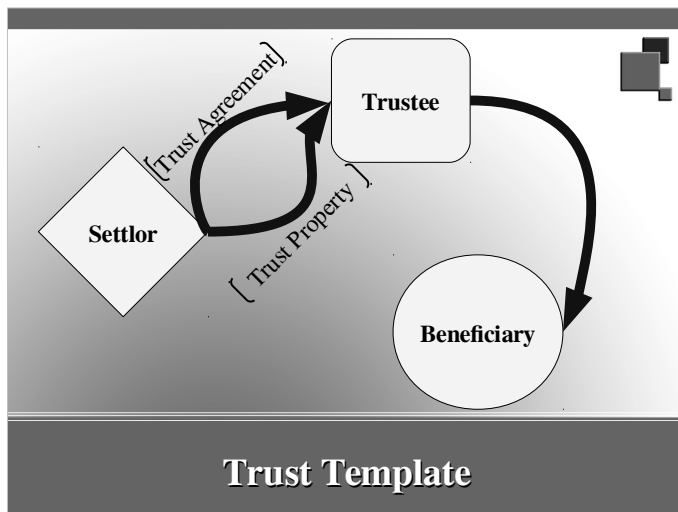 Trustee
(Trust Agreement)
Settlor
( Trust Property )
Beneficiary
Trust Template